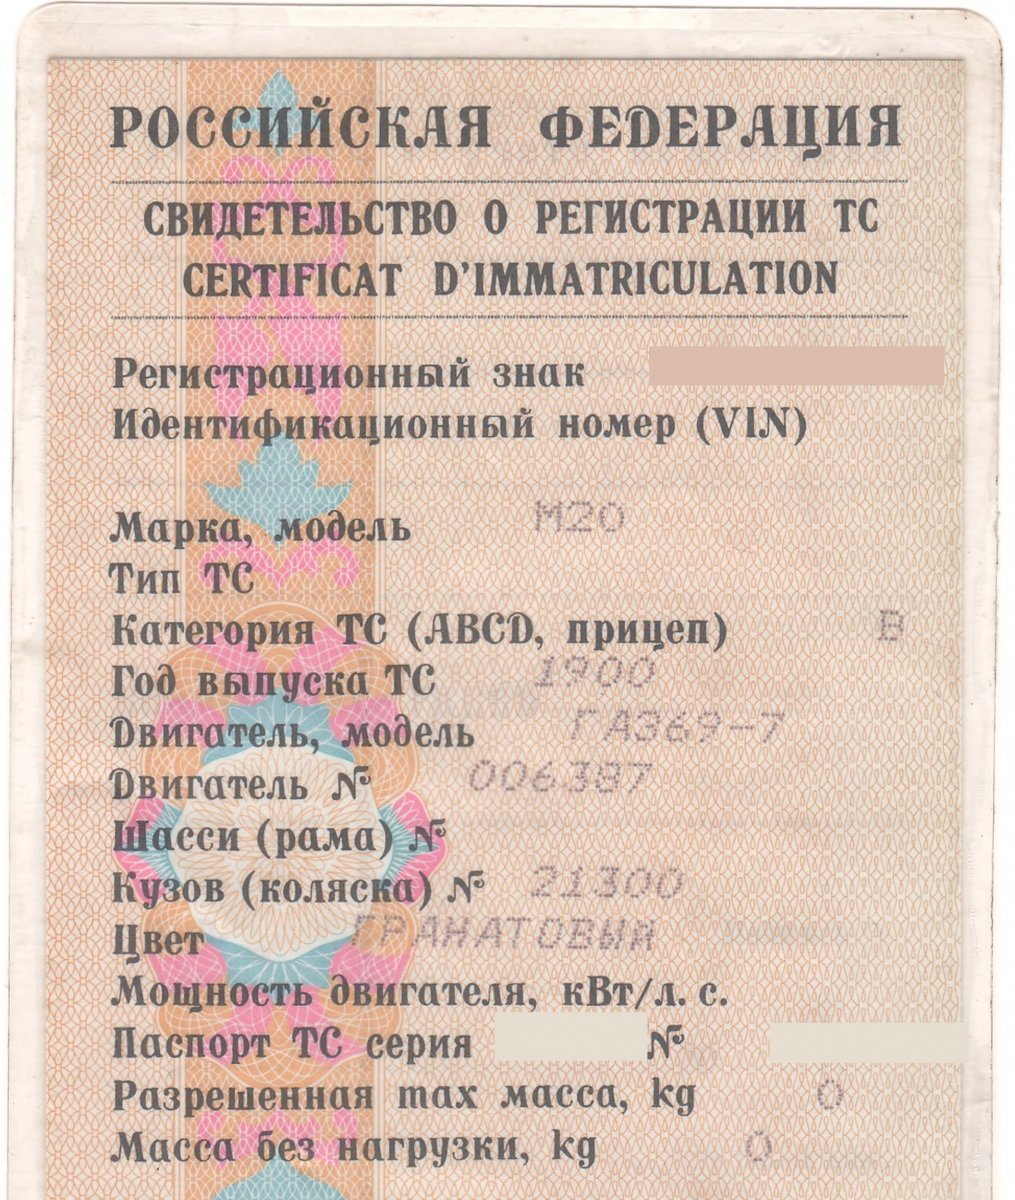 РОССИЙСКАЯ ФЕДЕРАЦИЯ
СВИДЕТЕЛЬСТВО О РЕГИСТРАЦИИ ТС
CERTIFICAT D'IMMATRICULATION
Регистрационный знак
Идентификационный номер (VIN)
Марка, модель М20
Тип ТС
Категория ТС (ABCD, прицеп) В
Год выпуска ТС 1900
Двигатель, модель ГАЗ69-7
Двигатель № 006387
Шасси (рама) №
Кузов (коляска) № 21300
Цвет ГРАНАТОВЫЙ
Мощность двигателя, кВт/л. с.
Паспорт ТС серия №
Разрешенная max масса, kg 0
Масса без нагрузки, kg 0